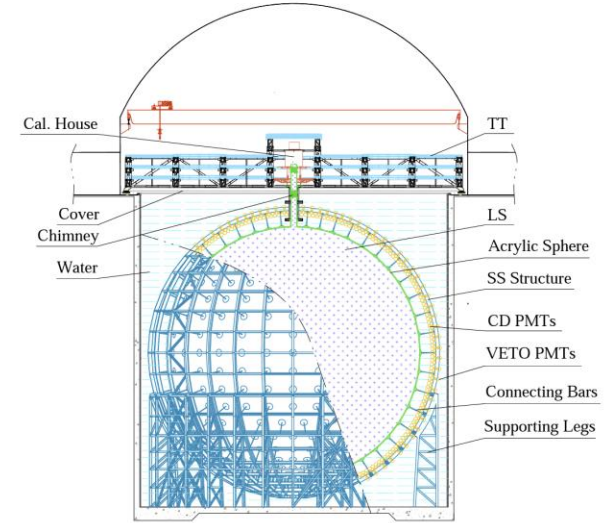 Cal. House
TT
Cover
Chimney
Water
LS
Acrylic Sphere
SS Structure
CD PMTs
VETO PMTs
Connecting Bars
Supporting Legs